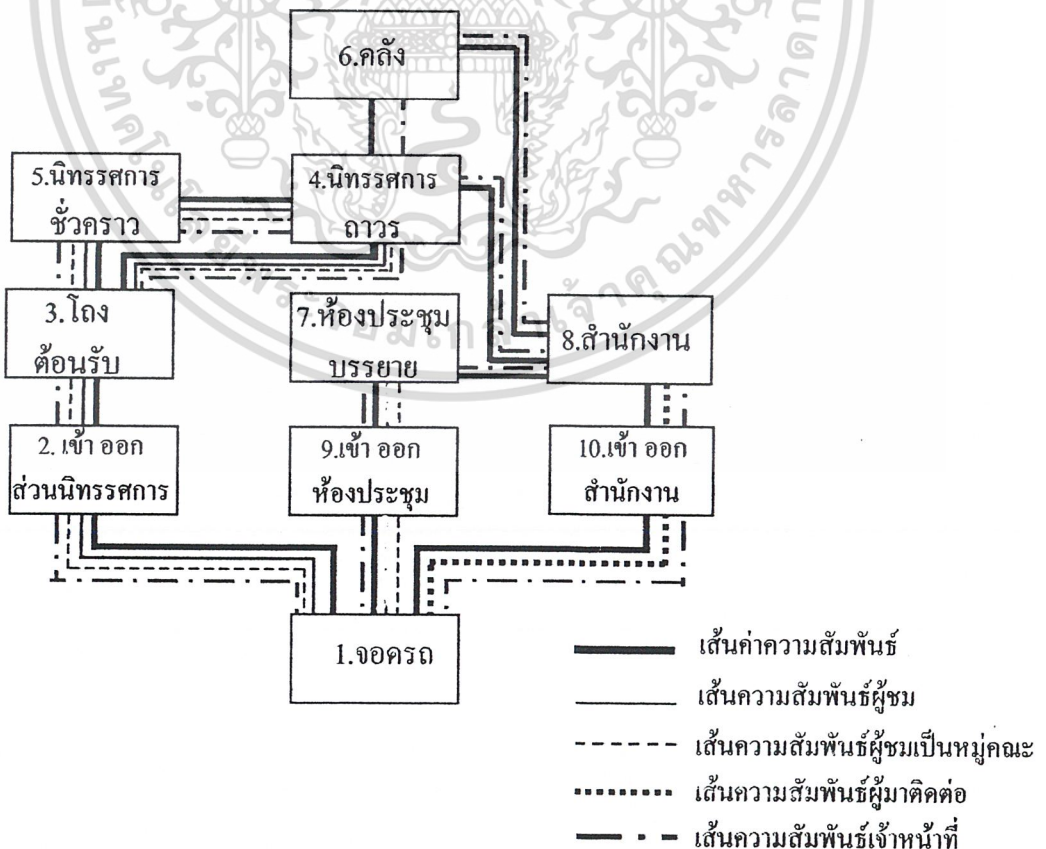 6.คลัง
5.นิทรรศการ
ชั่วคราว
4.นิทรรศการ
ถาวร
3.โถง
ต้อนรับ
7.ห้องประชุม
บรรยาย
8.สำนักงาน
2. เข้า ออก
ส่วนนิทรรศการ
9.เข้า ออก
ห้องประชุม
10.เข้า ออก
สำนักงาน
1.จอดรถ
เส้นค่าความสัมพันธ์
เส้นความสัมพันธ์ผู้ชม
เส้นความสัมพันธ์ผู้ชมเป็นหมู่คณะ
เส้นความสัมพันธ์ผู้มาติดต่อ
เส้นความสัมพันธ์เจ้าหน้าที่